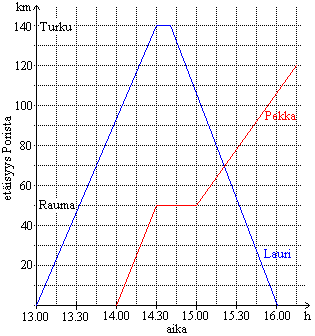 km
140 Turku
120
100
Pekka
80
60
Rauma
40
Lauri
20
etäisyys Porista
13.00 13.30 14.00 14.30 15.00 15.30 16.00 h
aika